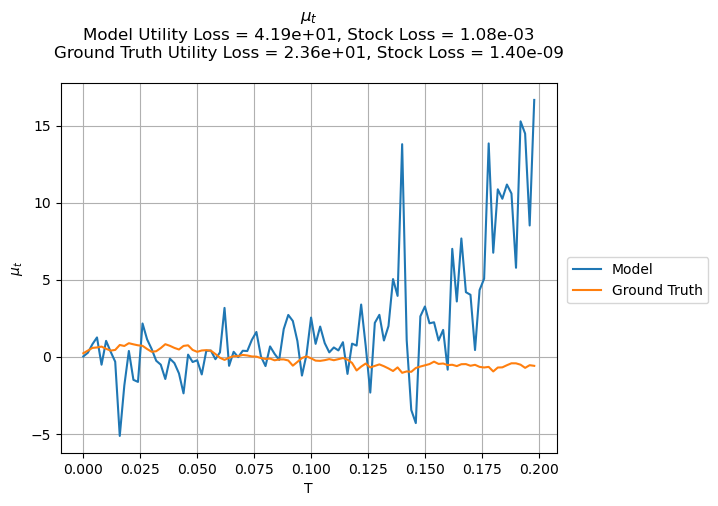 μt
Model Utility Loss = 4.19e+01, Stock Loss = 1.08e-03
Ground Truth Utility Loss = 2.36e+01, Stock Loss = 1.40e-09
15
10
5
0
−5
μt
0.000
0.025
0.050
0.075
0.100
0.125
0.150
0.175
0.200
T
Model
Ground Truth